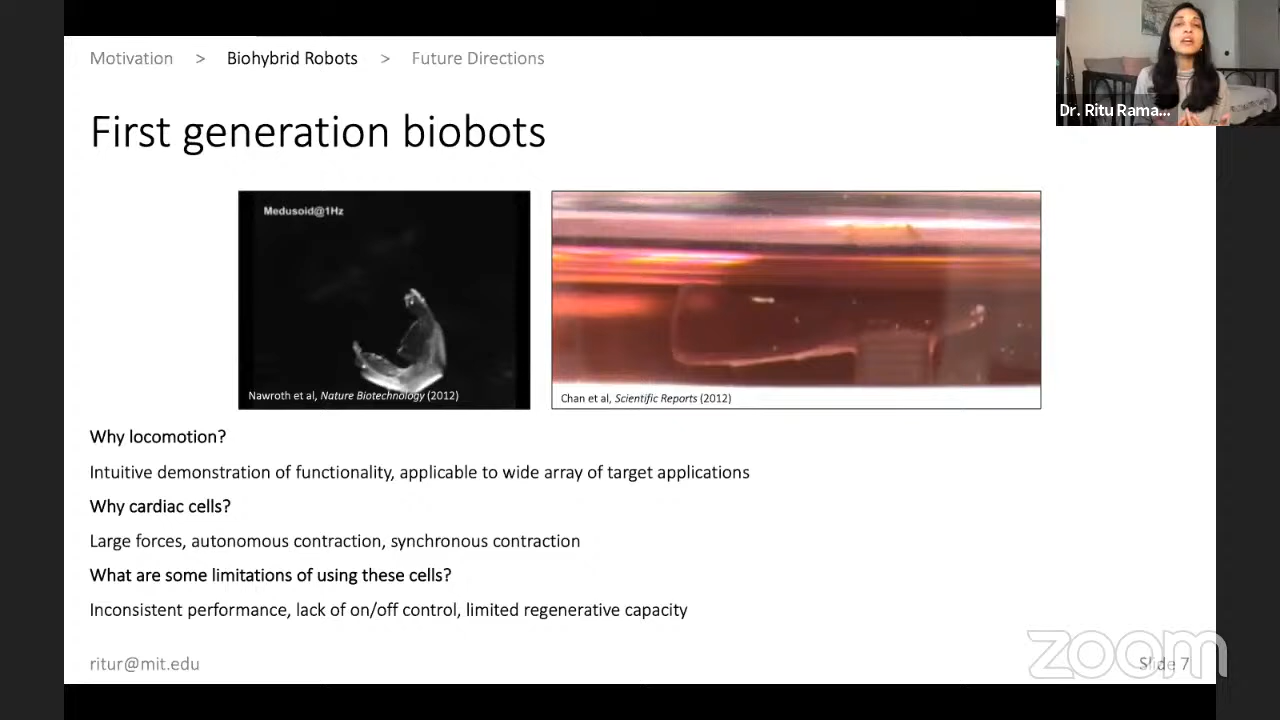 Motivation > Biohybrid Robots > Future Directions
Dr. Ritu Rama...
First generation biobots
Medusoid@1Hz
Nawroth et al, Nature Biotechnology (2012)
Chan et al, Scientific Reports (2012)
Why locomotion?
Intuitive demonstration of functionality, applicable to wide array of target applications
Why cardiac cells?
Large forces, autonomous contraction, synchronous contraction
What are some limitations of using these cells?
Inconsistent performance, lack of on/off control, limited regenerative capacity
ritur@mit.edu
zoom
Slide 7